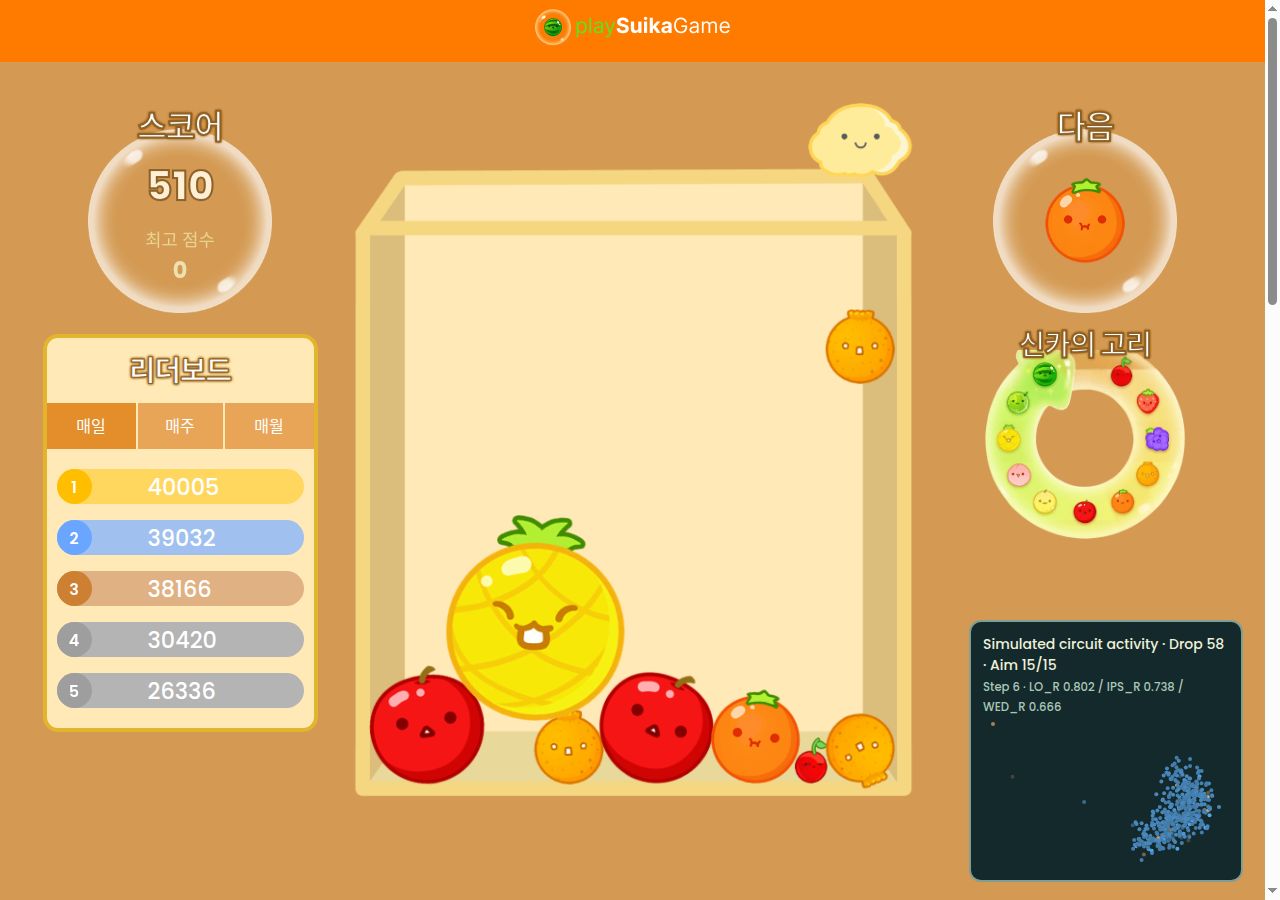 playSuikaGame
스코어
510
최고 점수
0
다음
리더보드
매일
매주
매월
1 40005
2 39032
3 38166
4 30420
5 26336
신카의 고리
Simulated circuit activity · Drop 58
· Aim 15/15
Step 6 · LO_R 0.802 / IPS_R 0.738 /
WED_R 0.666